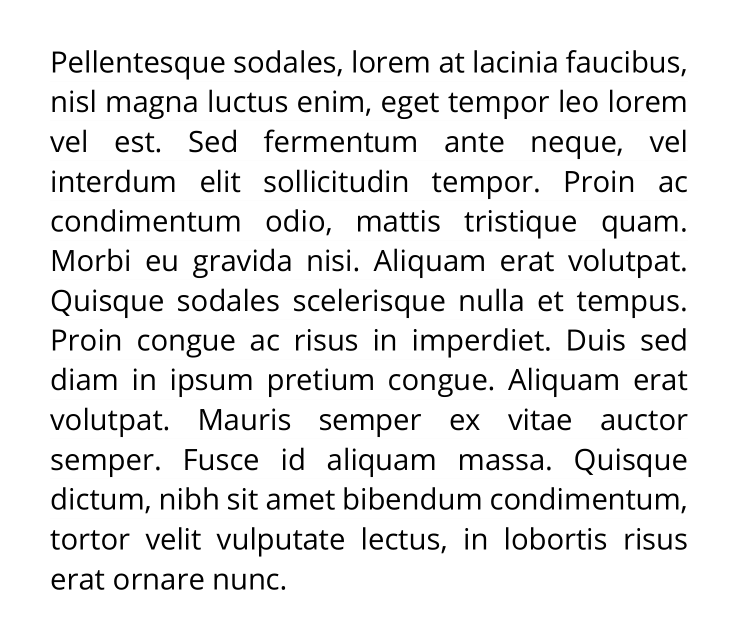 Pellentesque sodales, lorem at lacinia faucibus,
nisl magna luctus enim, eget tempor leo lorem
vel est. Sed fermentum ante neque, vel
interdum elit sollicitudin tempor. Proin ac
condimentum odio, mattis tristique quam.
Morbi eu gravida nisi. Aliquam erat volutpat.
Quisque sodales scelerisque nulla et tempus.
Proin congue ac risus in imperdiet. Duis sed
diam in ipsum pretium congue. Aliquam erat
volutpat. Mauris semper ex vitae auctor
semper. Fusce id aliquam massa. Quisque
dictum, nibh sit amet bibendum condimentum,
tortor velit vulputate lectus, in lobortis risus
erat ornare nunc.